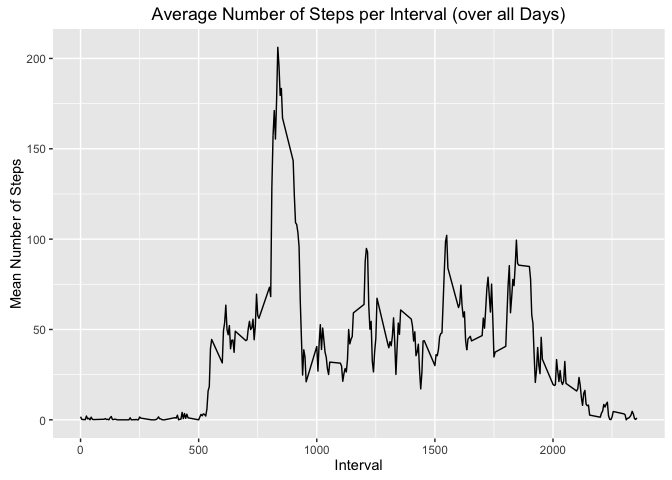 Average Number of Steps per Interval (over all Days)
200
150
100
50
0
Mean Number of Steps
0 500 1000 1500 2000
Interval